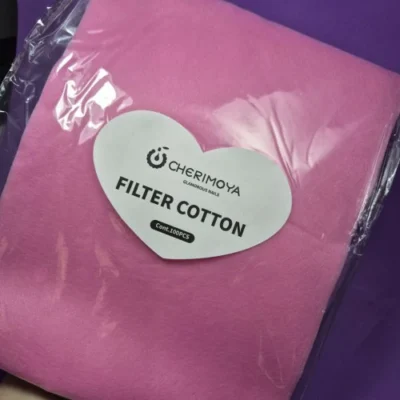 CHERIMOYA
GLAMOROUS NAILS
FILTER COTTON
Cont.100PCS